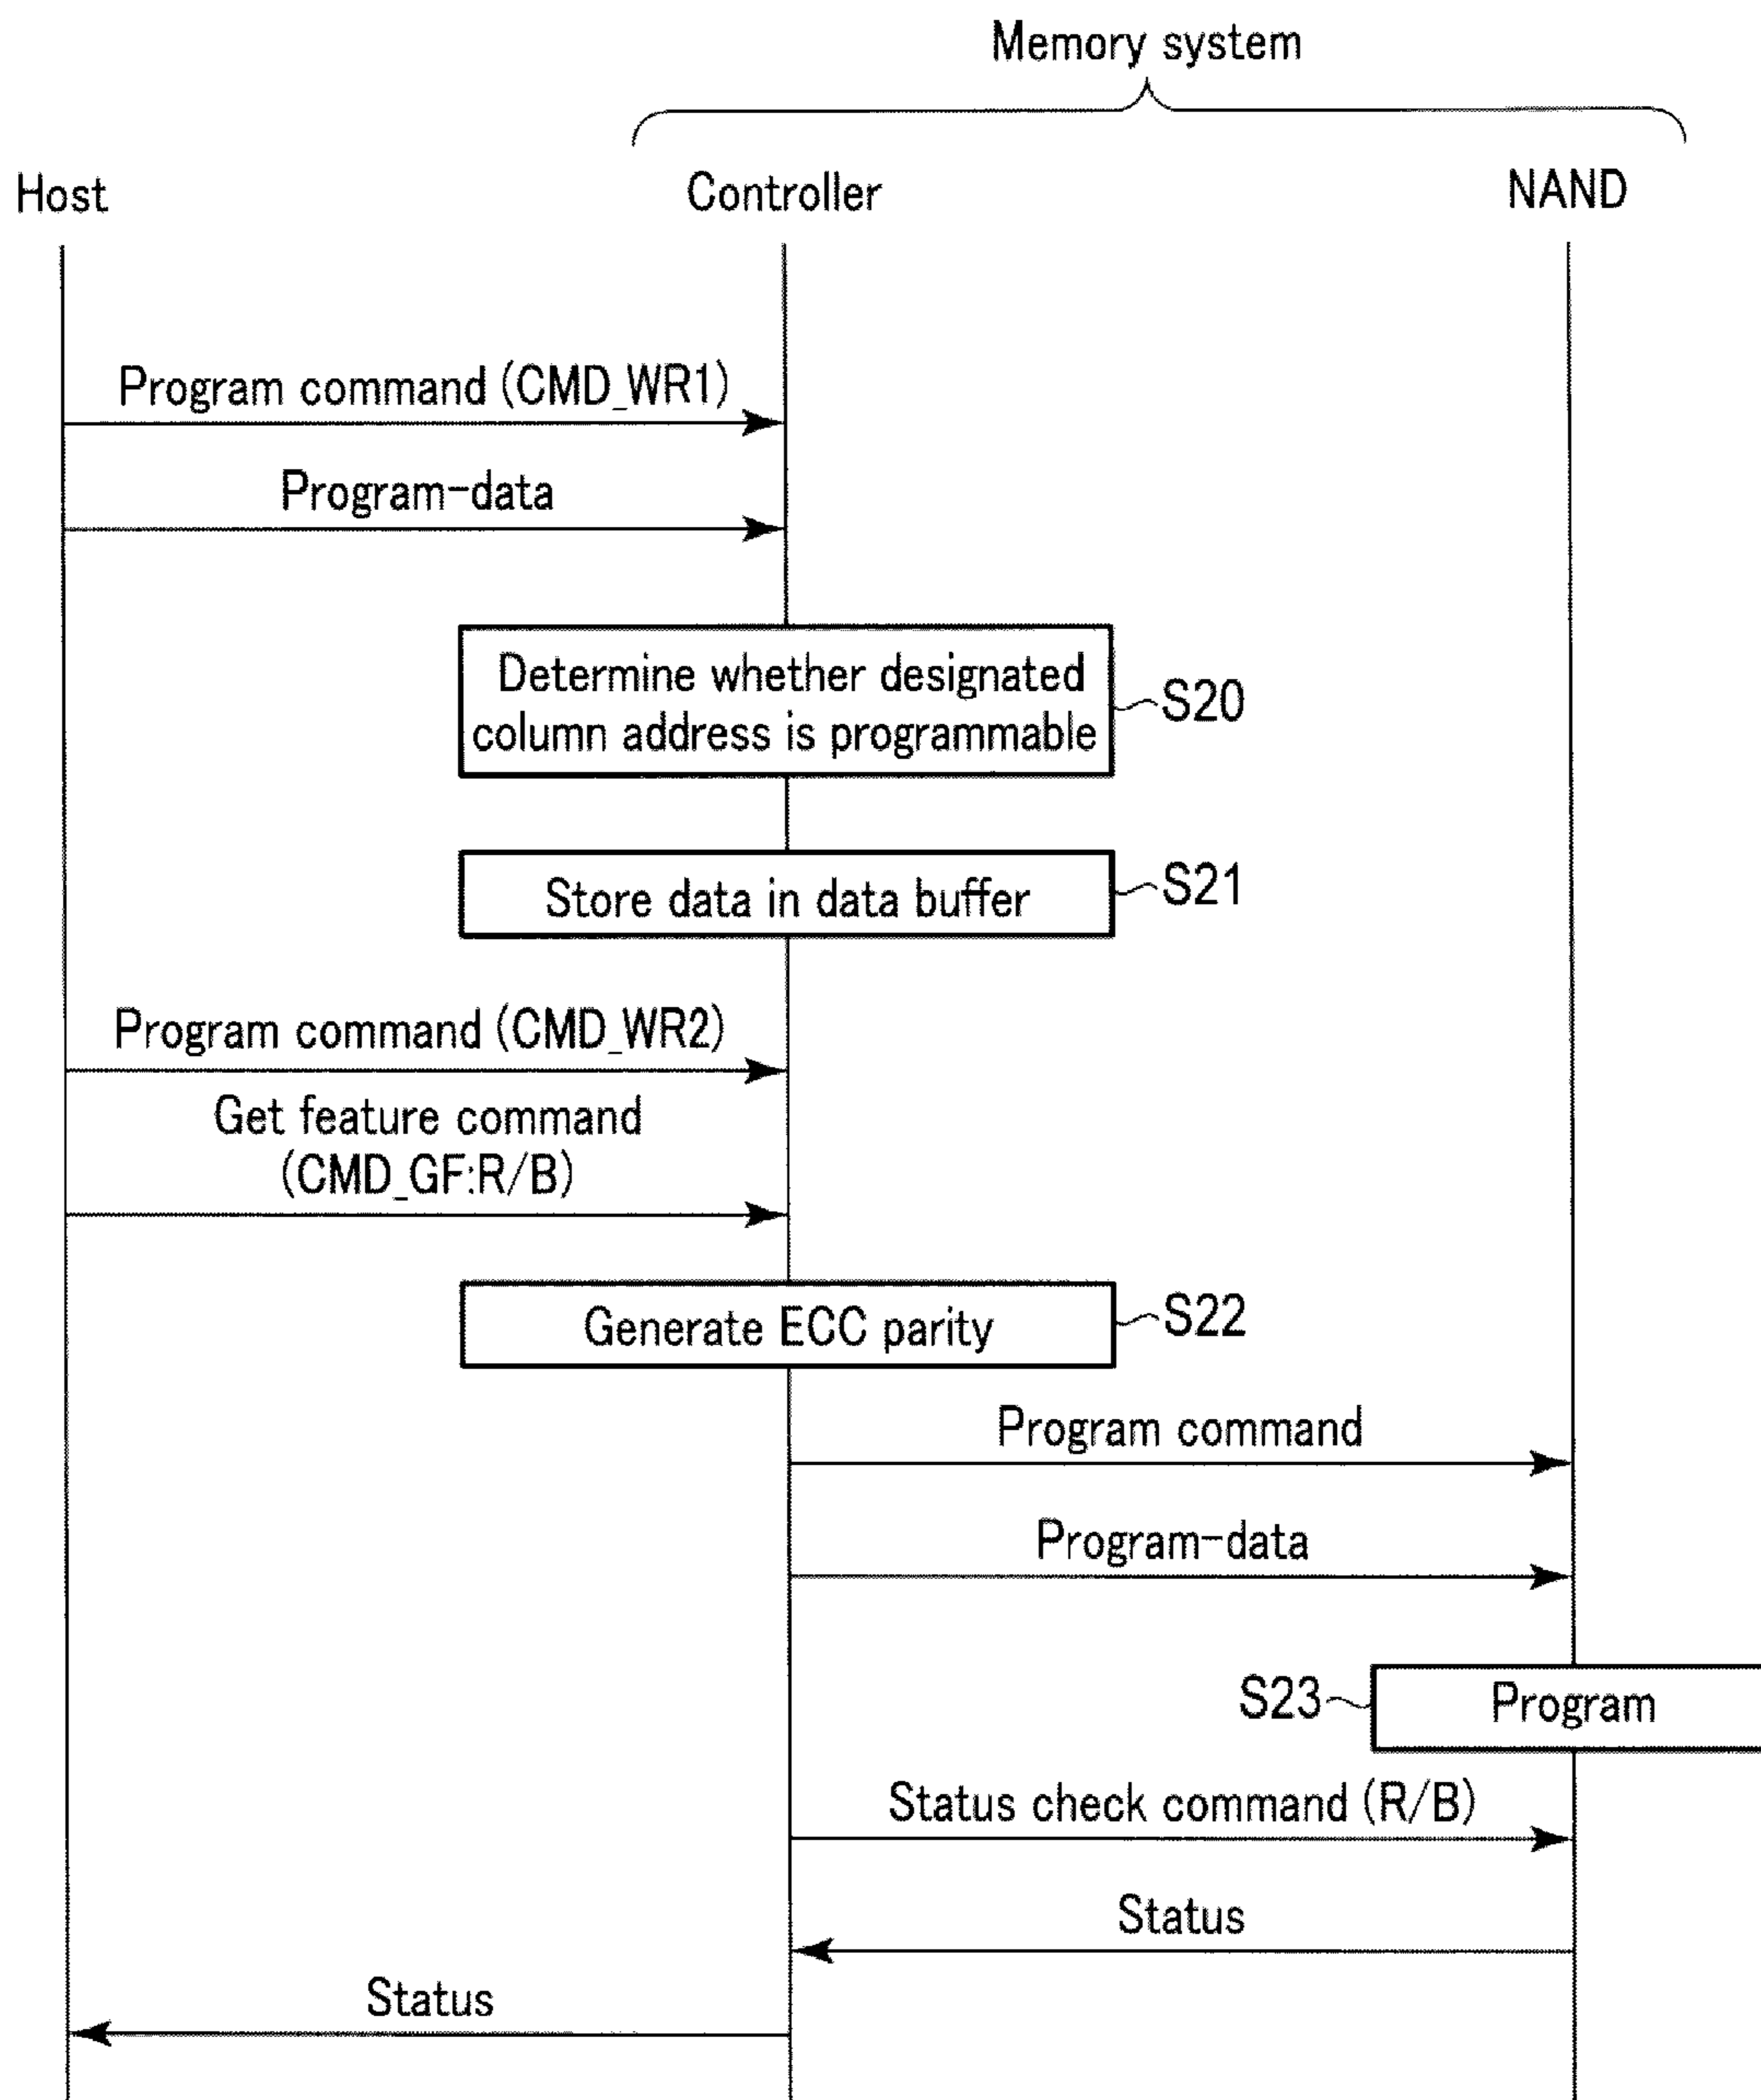 Memory system
Host
Controller
NAND
Program command (CMD_WR1)
Program-data
Determine whether designated
column address is programmable
S20
Store data in data buffer
S21
Program command (CMD_WR2)
Get feature command
(CMD_GF:R/B)
Generate ECC parity
S22
Program command
Program-data
S23
Program
Status check command (R/B)
Status
Status